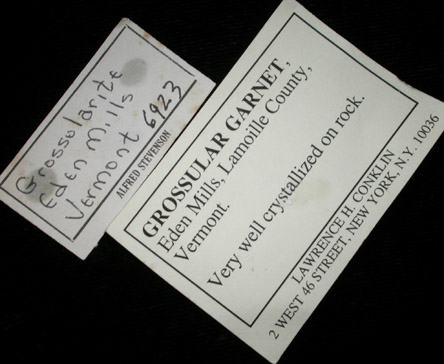 Grossularite
Eden Mills
Vermont 6923
ALFRED STEVENSON
GROSSULAR GARNET,
Eden Mills, Lamoille County,
Vermont.
Very well crystallized on rock.
LAWRENCE H. CONKLIN
2 WEST 46 STREET, NEW YORK, N.Y. 10036